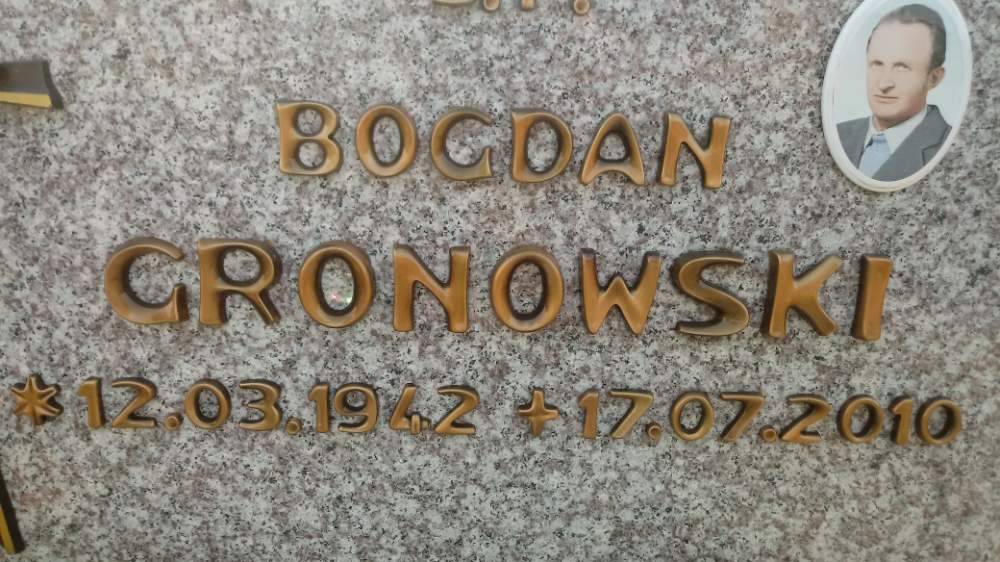 BOGDAN
GRONOWSKI
* 12.03.1942 + 17.07.2010